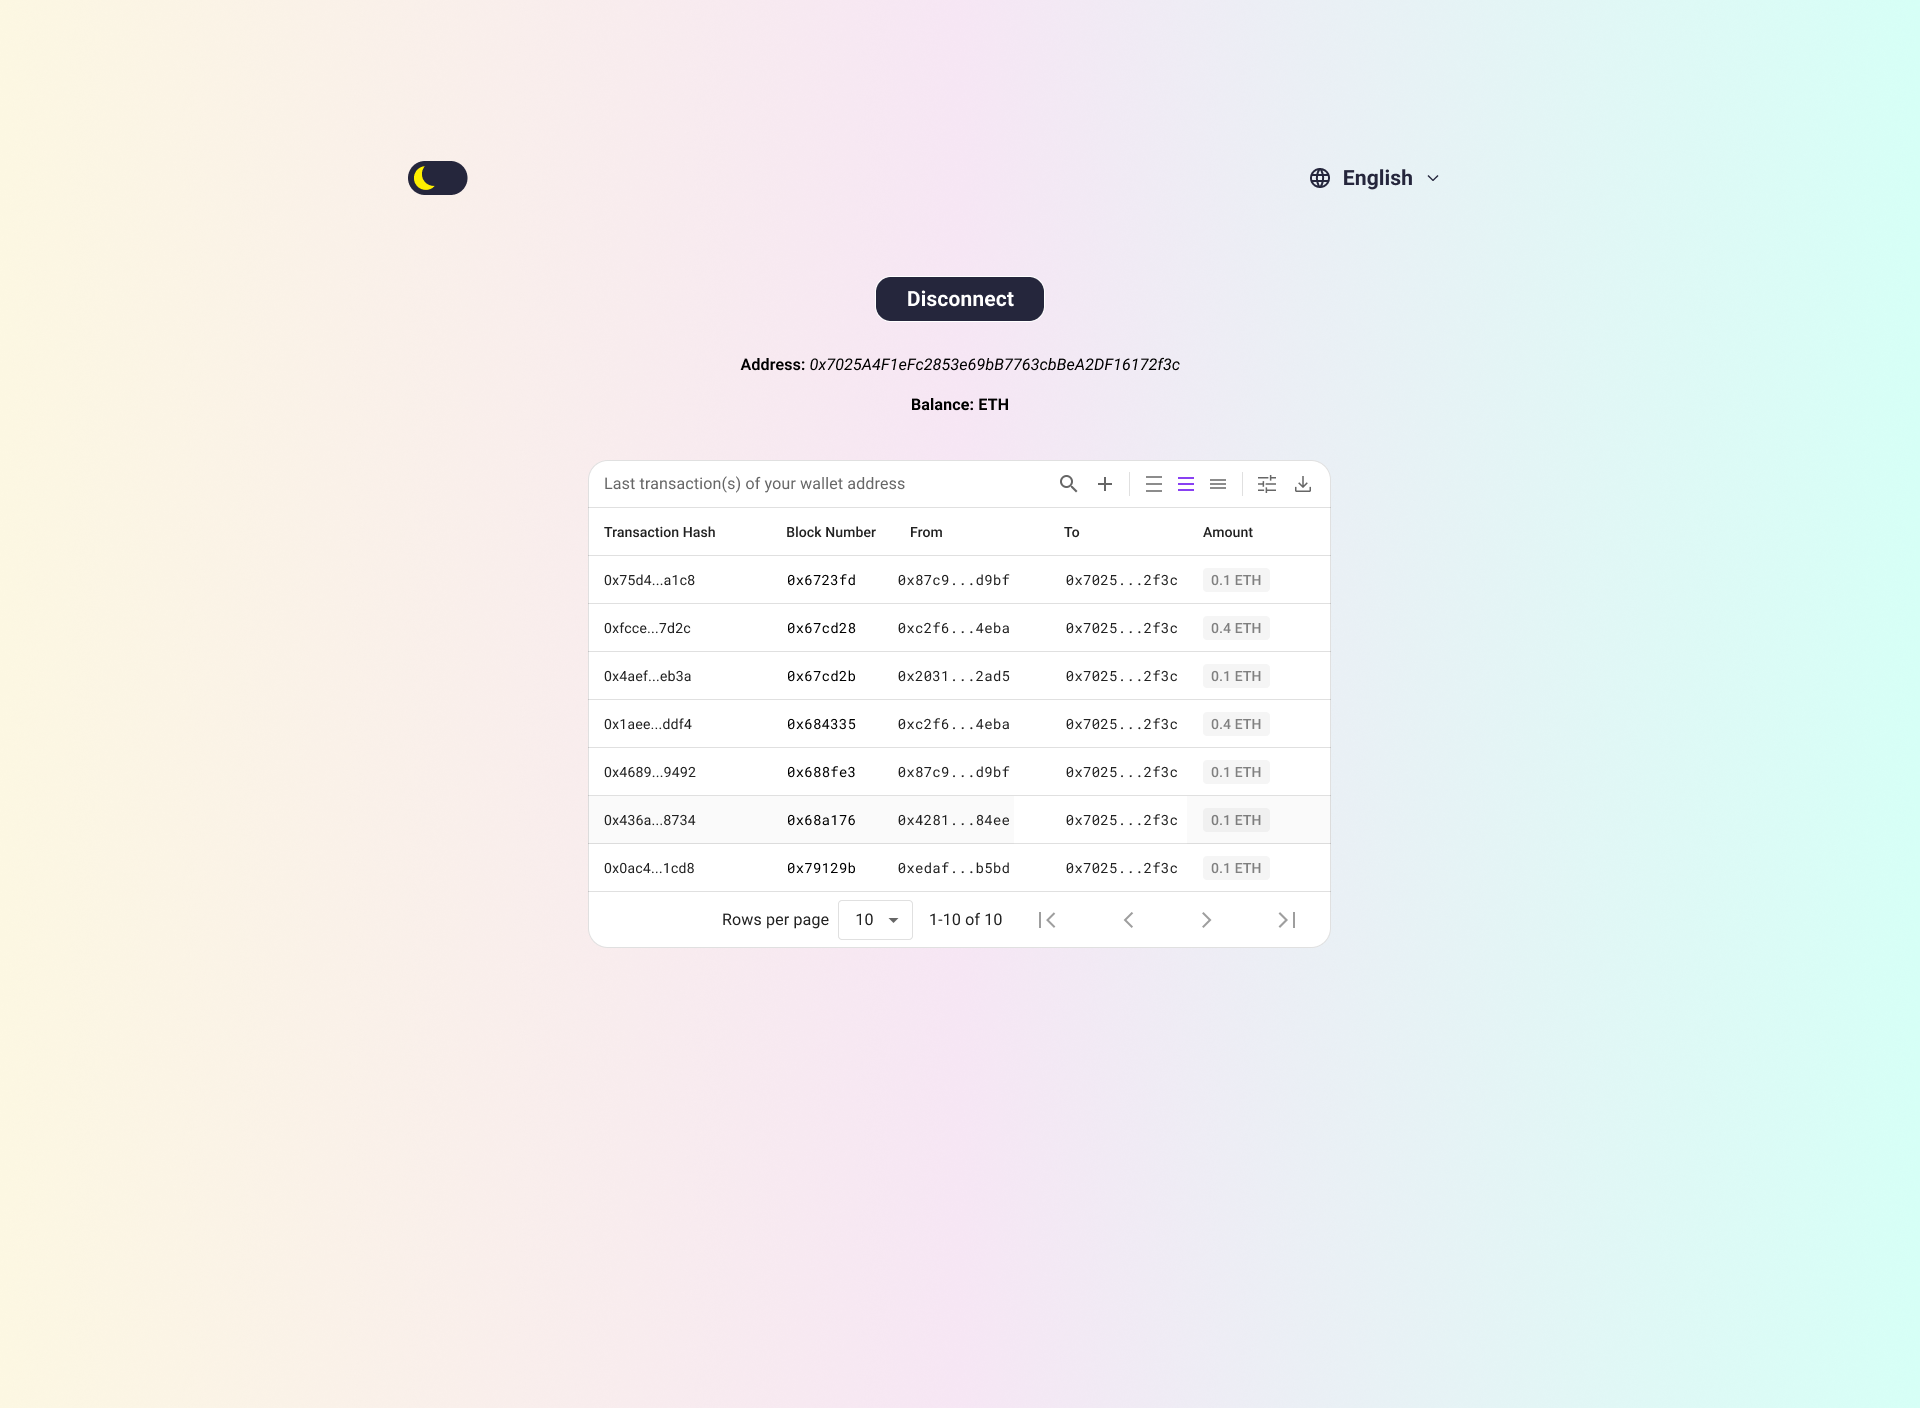 English
Disconnect
Address: 0x7025A4F1eFc2853e69bB7763cbBeA2DF16172f3c
Balance: ETH
Last transaction(s) of your wallet address
Transaction Hash Block Number From To Amount
0x75d4...a1c8 0x6723fd 0x87c9...d9bf 0x7025...2f3c 0.1 ETH
0xfcce...7d2c 0x67cd28 0xc2f6...4eba 0x7025...2f3c 0.4 ETH
0x4aef...eb3a 0x67cd2b 0x2031...2ad5 0x7025...2f3c 0.1 ETH
0x1aee...ddf4 0x684335 0xc2f6...4eba 0x7025...2f3c 0.4 ETH
0x4689...9492 0x688fe3 0x87c9...d9bf 0x7025...2f3c 0.1 ETH
0x436a...8734 0x68a176 0x4281...84ee 0x7025...2f3c 0.1 ETH
0x0ac4...1cd8 0x79129b 0xedaf...b5bd 0x7025...2f3c 0.1 ETH
Rows per page 10 1-10 of 10